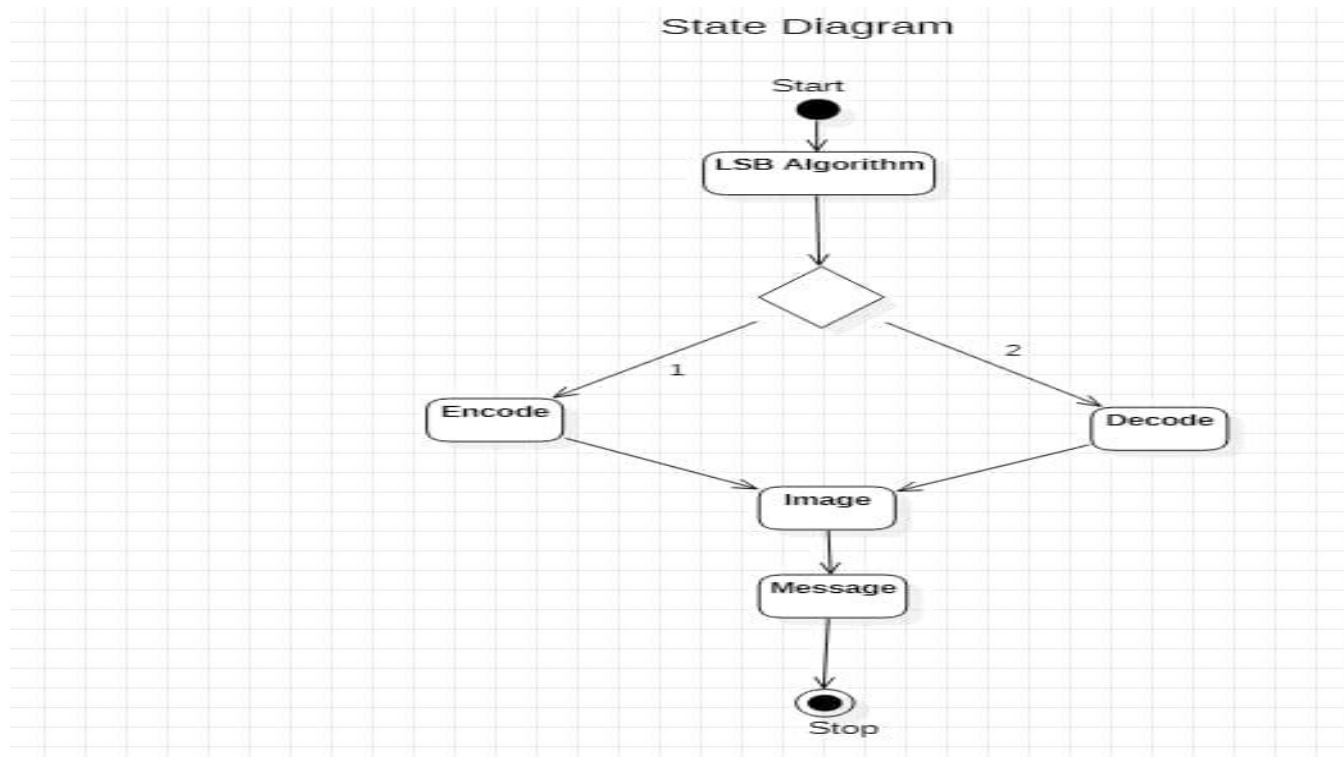 State Diagram
Start
LSB Algorithm
2
1
Encode
Decode
Image
Message
Stop